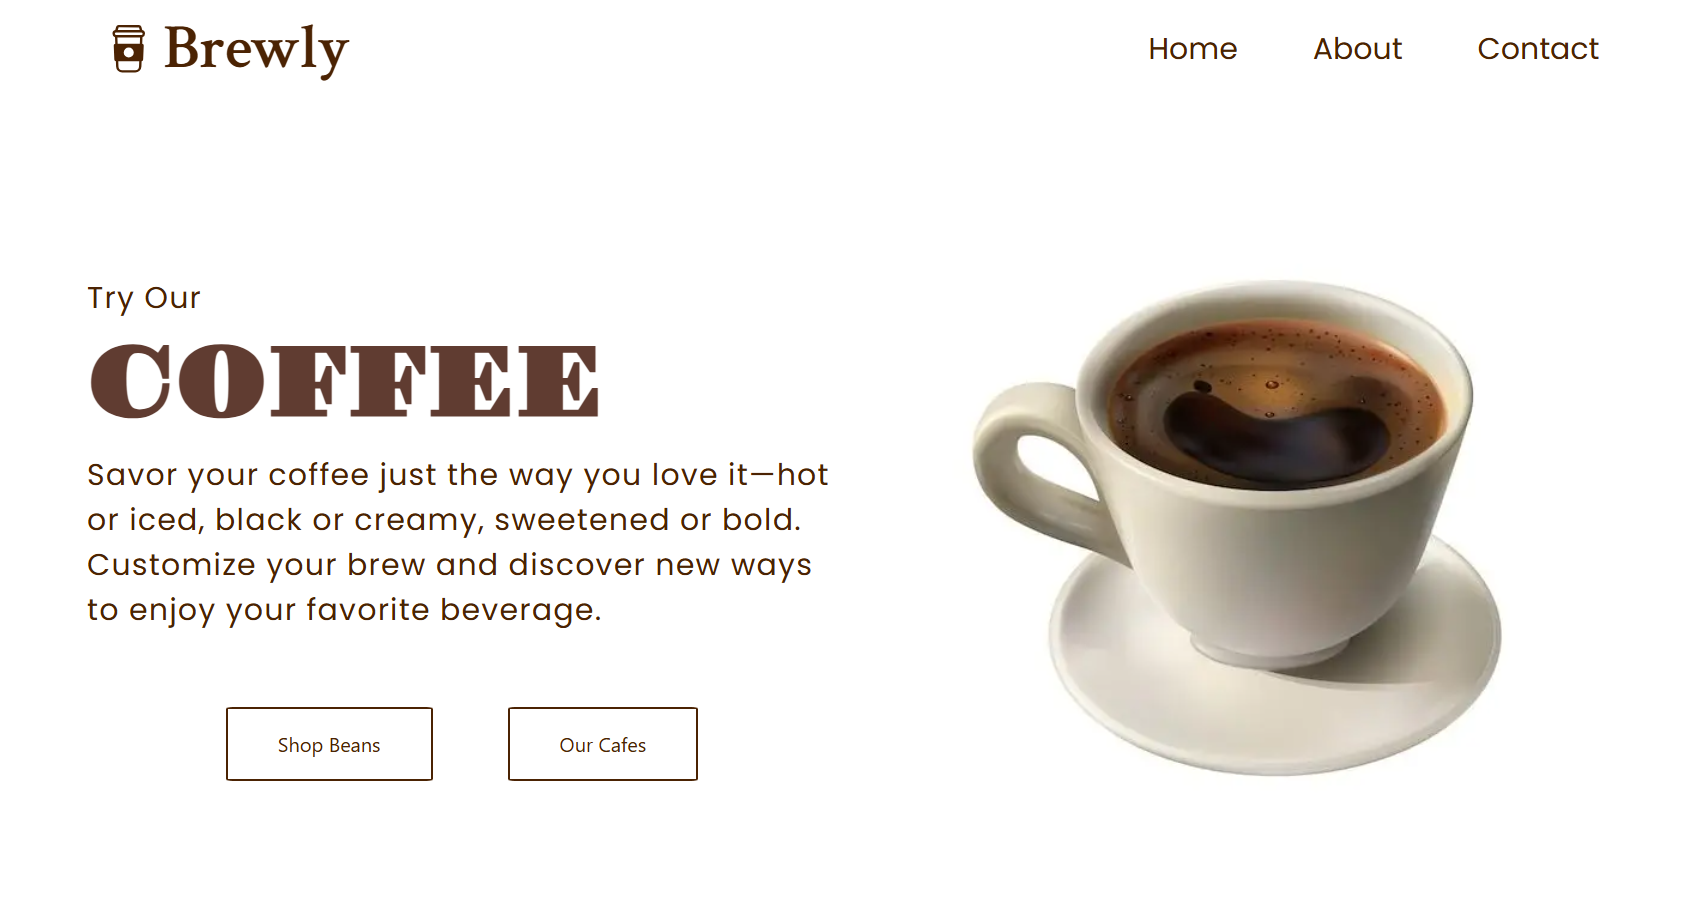 Brewly
Home About Contact
Try Our
COFFEE
Savor your coffee just the way you love it—hot
or iced, black or creamy, sweetened or bold.
Customize your brew and discover new ways
to enjoy your favorite beverage.
Shop Beans
Our Cafes